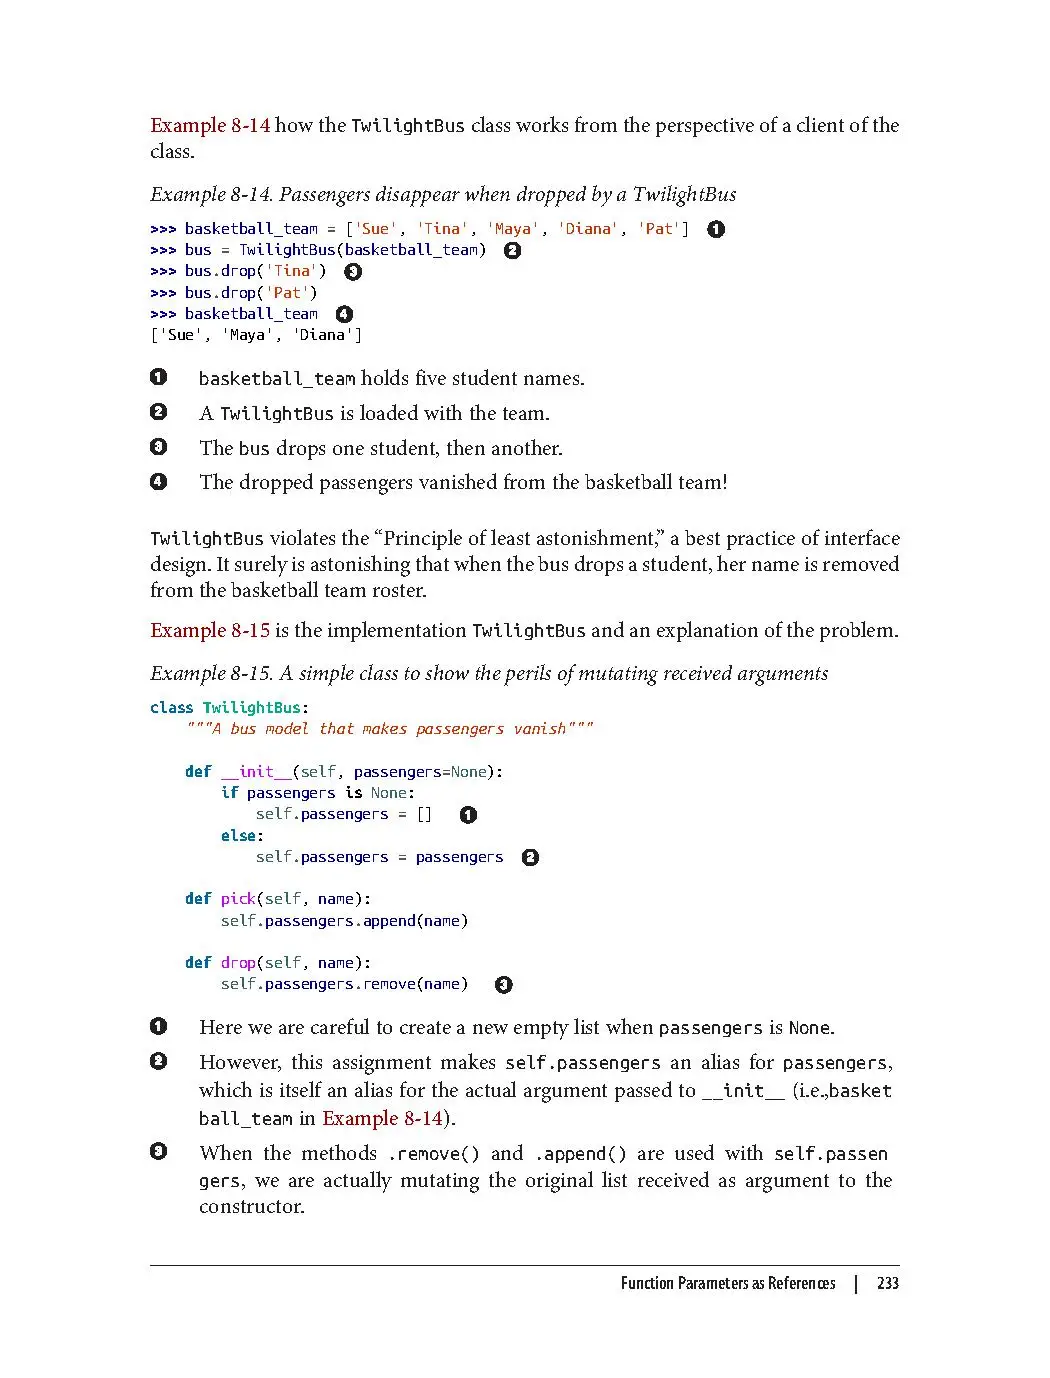 Example 8-14 how the TwilightBus class works from the perspective of a client of the
class.
Example 8-14. Passengers disappear when dropped by a TwilightBus
>>> basketball_team = ['Sue', 'Tina', 'Maya', 'Diana', 'Pat'] ❶
>>> bus = TwilightBus(basketball_team) ❷
>>> bus.drop('Tina') ❸
>>> bus.drop('Pat')
>>> basketball_team ❹
['Sue', 'Maya', 'Diana']
❶ basketball_team holds five student names.
❷ A TwilightBus is loaded with the team.
❸ The bus drops one student, then another.
❹ The dropped passengers vanished from the basketball team!
TwilightBus violates the “Principle of least astonishment,” a best practice of interface
design. It surely is astonishing that when the bus drops a student, her name is removed
from the basketball team roster.
Example 8-15 is the implementation TwilightBus and an explanation of the problem.
Example 8-15. A simple class to show the perils of mutating received arguments
class TwilightBus:
    """A bus model that makes passengers vanish"""
    def __init__(self, passengers=None):
        if passengers is None:
            self.passengers = [] ❶
        else:
            self.passengers = passengers ❷
    def pick(self, name):
        self.passengers.append(name)
    def drop(self, name):
        self.passengers.remove(name) ❸
❶ Here we are careful to create a new empty list when passengers is None.
❷ However, this assignment makes self.passengers an alias for passengers,
which is itself an alias for the actual argument passed to __init__ (i.e.,basket
ball_team in Example 8-14).
❸ When the methods .remove() and .append() are used with self.passen
gers, we are actually mutating the original list received as argument to the
constructor.
Function Parameters as References | 233